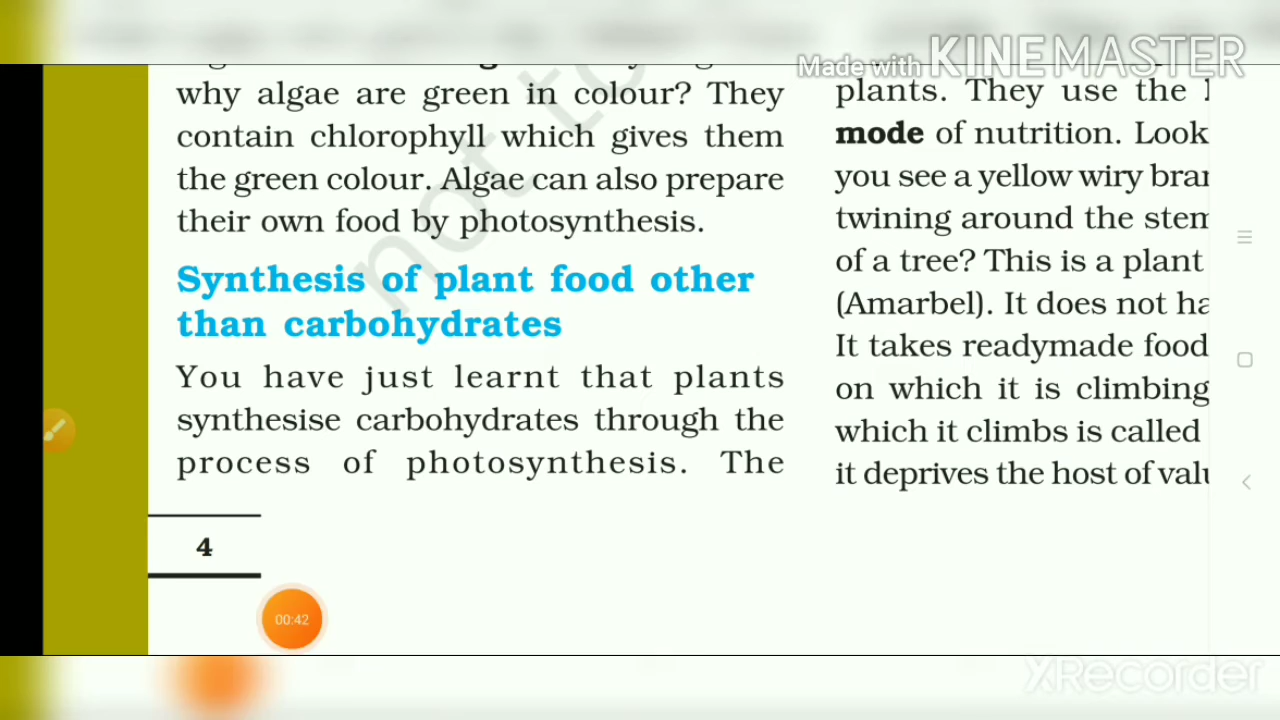 Made with KINEMASTER
why algae are green in colour? They
contain chlorophyll which gives them
the green colour. Algae can also prepare
their own food by photosynthesis.
Synthesis of plant food other
than carbohydrates
You have just learnt that plants
synthesise carbohydrates through the
process of photosynthesis. The
4
00:42
plants. They use the
mode of nutrition. Look
you see a yellow wiry
twining around the stem
of a tree? This is a plant
(Amarbel). It does not
It takes readymade food
on which it is climbing
which it climbs is called
it deprives the host of
not
XRecorder